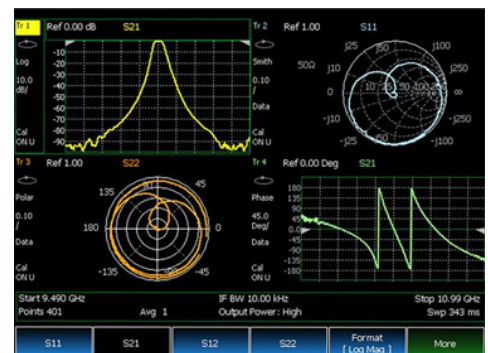 Tr 1 Ref 0.00 dB S21
Log
10.0
dB/
Cal
ON U
-10
-20
-30
-40
-50
-60
-70
-80
-90
Tr 2 Ref 1.00 S11
Smith
0.10
/
Data
Cal
ON U
50Ω
j25 j50 j100
j10 j250
0 10 25 50 100 250 ∞
-j10 -j250
-j25 -j100
Tr 3 Ref 1.00 S22
Polar
0.10
/
Data
Cal
ON U
135 45
180 0
-135 -45
Tr 4 Ref 0.00 Deg S21
Phase
45.0
Deg/
Data
Cal
ON U
180
135
90
45
0.0
-45
-90
-135
-180
Start 9.490 GHz IF BW 10.00 kHz Stop 10.99 GHz
Points 401 Avg 1 Output Power: High Swp 343 ms
S11 S21 S12 S22 Format More
[ Log Mag ]